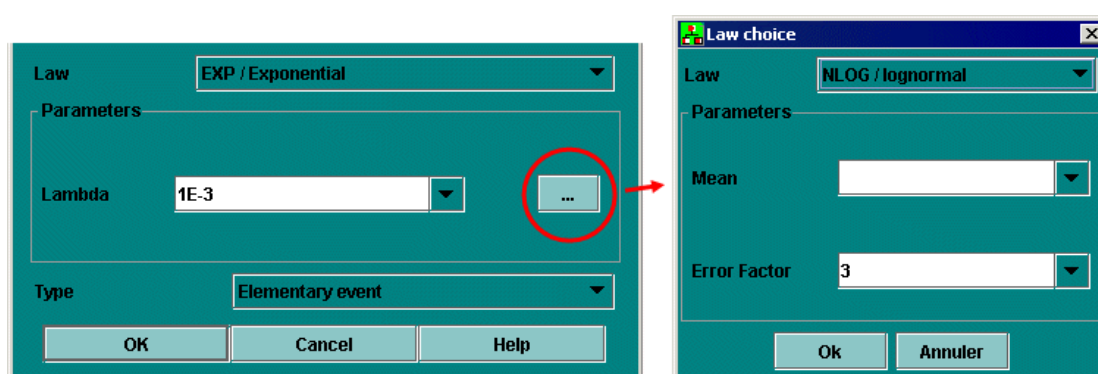 Law EXP / Exponential
Parameters
Lambda 1E-3 ...
Type Elementary event
OK Cancel Help
Law choice
Law NLOG / lognormal
Parameters
Mean
Error Factor 3
Ok Annuler